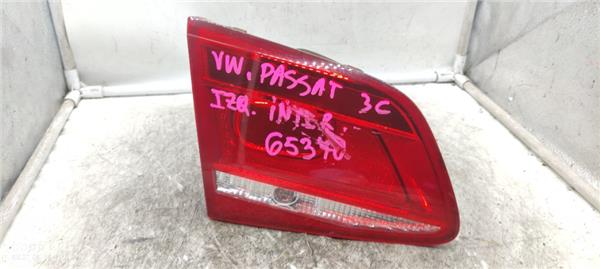 VW. PASSAT 3C
IZQ. INTER.
65340